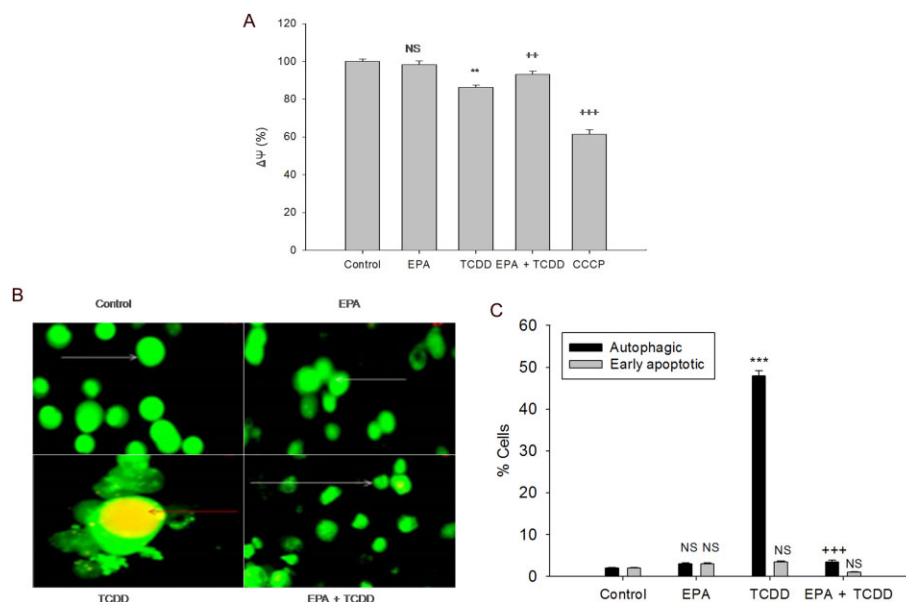 A
120
100
80
60
40
20
0
ΔΨ (%)
NS
**
++
+++
Control EPA TCDD EPA + TCDD CCCP
B
Control EPA
TCDD EPA + TCDD
C
60
50
40
30
20
10
0
% Cells
Autophagic
Early apoptotic
NS NS
***
NS
+++
NS
Control EPA TCDD EPA + TCDD